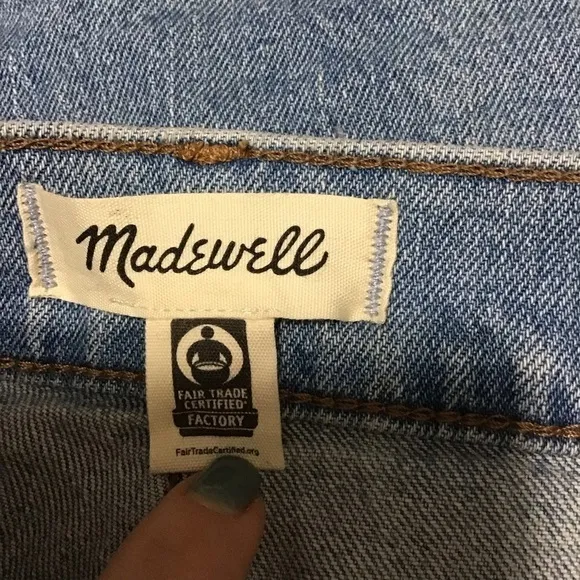 Madewell
FAIR TRADE
CERTIFIED
FACTORY
FairTradeCertified.org